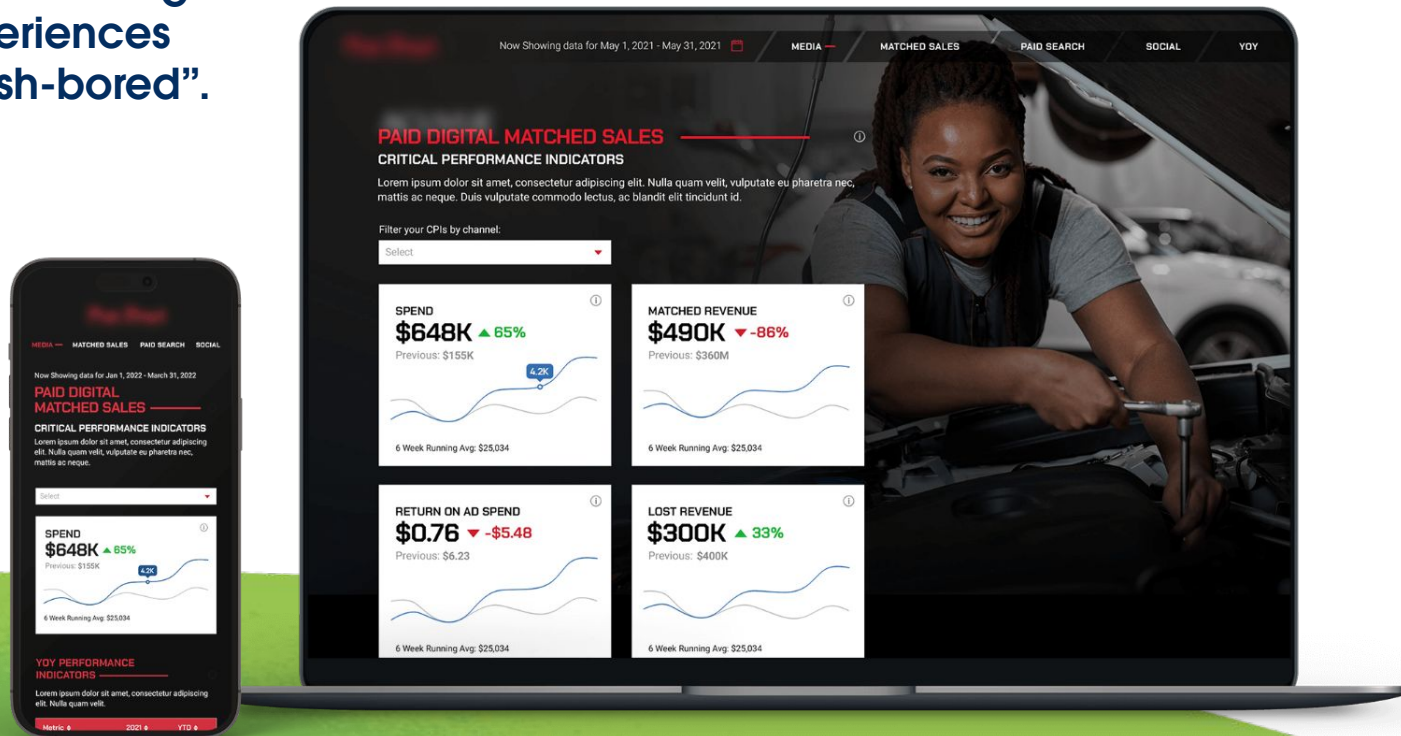 eriences
sh-bored”.
Now Showing data for May 1, 2021 - May 31, 2021
MEDIA
MATCHED SALES
PAID SEARCH
SOCIAL
YOY
PAID DIGITAL MATCHED SALES
CRITICAL PERFORMANCE INDICATORS
Lorem ipsum dolor sit amet, consectetur adipiscing elit. Nulla quam velit, vulputate eu pharetra nec,
mattis ac neque. Duis vulputate commodo lectus, ac blandit elit tincidunt id.
Filter your CPIs by channel:
Select
SPEND
$648K ▲ 65%
Previous: $155K
4.2K
6 Week Running Avg: $25,034
MATCHED REVENUE
$490K ▼ -86%
Previous: $360M
6 Week Running Avg: $25,034
RETURN ON AD SPEND
$0.76 ▼ -$5.48
Previous: $6.23
6 Week Running Avg: $25,034
LOST REVENUE
$300K ▲ 33%
Previous: $400K
6 Week Running Avg: $25,034
MEDIA
MATCHED SALES
PAID SEARCH
SOCIAL
Now Showing data for Jan 1, 2022 - March 31, 2022
PAID DIGITAL
MATCHED SALES
CRITICAL PERFORMANCE INDICATORS
Lorem ipsum dolor sit amet, consectetur adipiscing
elit. Nulla quam velit, vulputate eu pharetra nec,
mattis ac neque.
Select
SPEND
$648K ▲ 65%
Previous: $155K
4.2K
6 Week Running Avg: $25,034
YOY PERFORMANCE
INDICATORS
Lorem ipsum dolor sit amet, consectetur adipiscing
elit. Nulla quam velit.
Metric
2021
YTD